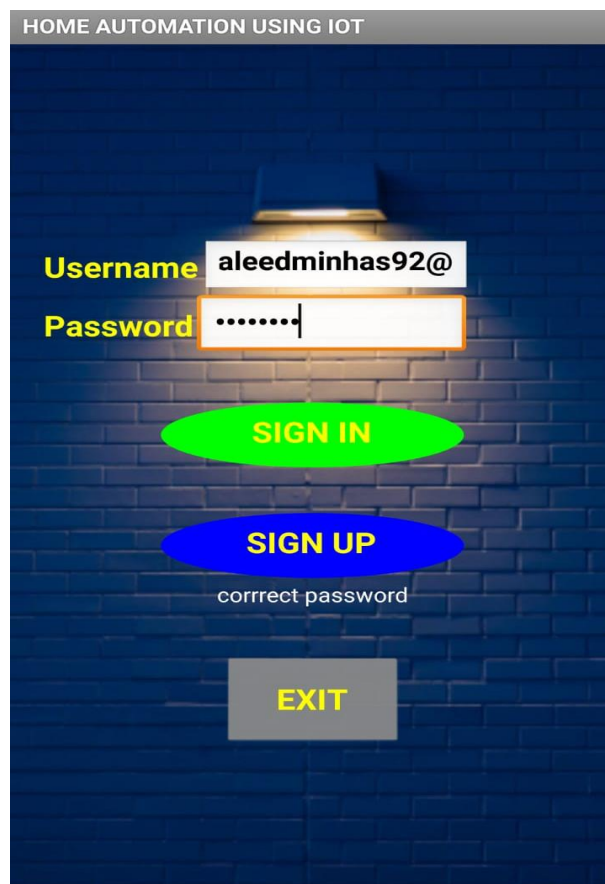 HOME AUTOMATION USING IOT
Username aleedminhas92@
Password ••••••••
SIGN IN
SIGN UP
corrrect password
EXIT